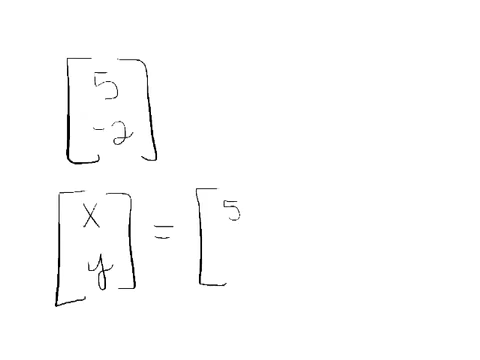 [5
-2]
[x
y] = [5